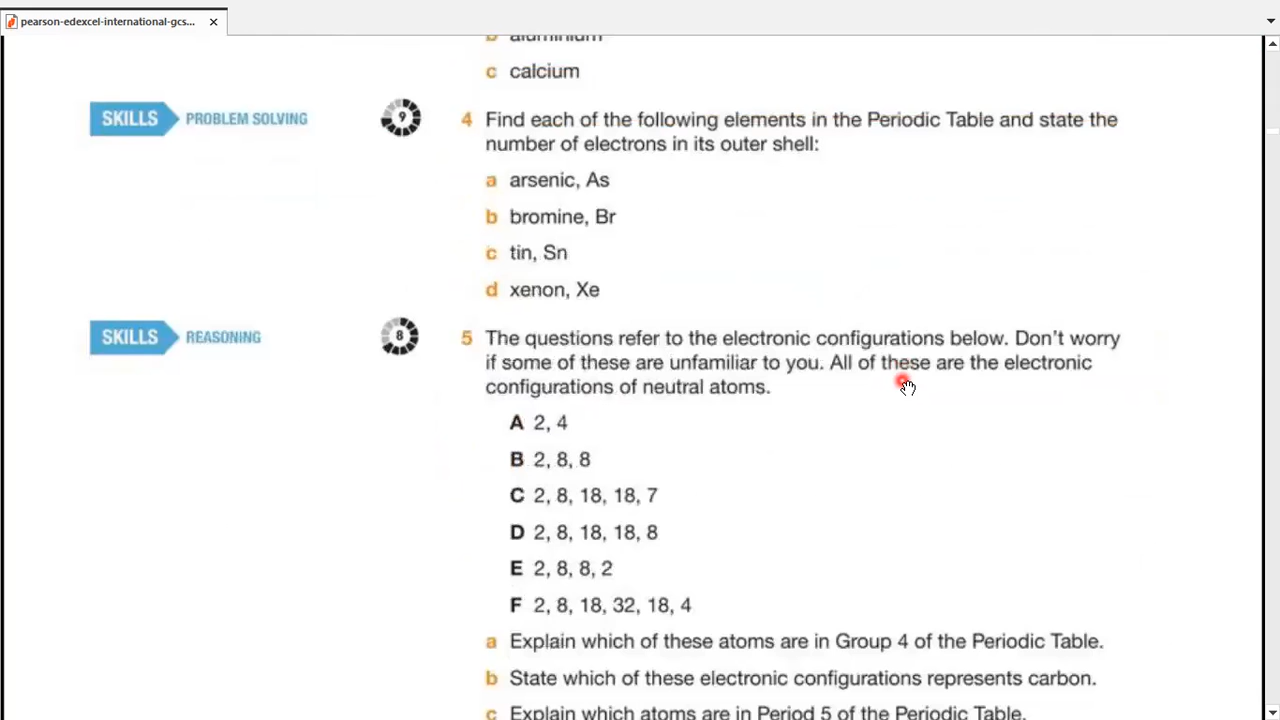 pearson-edexcel-international-gcs...
b aluminium
c calcium
SKILLS PROBLEM SOLVING
9
4 Find each of the following elements in the Periodic Table and state the
number of electrons in its outer shell:
a arsenic, As
b bromine, Br
c tin, Sn
d xenon, Xe
SKILLS REASONING
8
5 The questions refer to the electronic configurations below. Don't worry
if some of these are unfamiliar to you. All of these are the electronic
configurations of neutral atoms.
A 2, 4
B 2, 8, 8
C 2, 8, 18, 18, 7
D 2, 8, 18, 18, 8
E 2, 8, 8, 2
F 2, 8, 18, 32, 18, 4
a Explain which of these atoms are in Group 4 of the Periodic Table.
b State which of these electronic configurations represents carbon.
c Explain which atoms are in Period 5 of the Periodic Table.